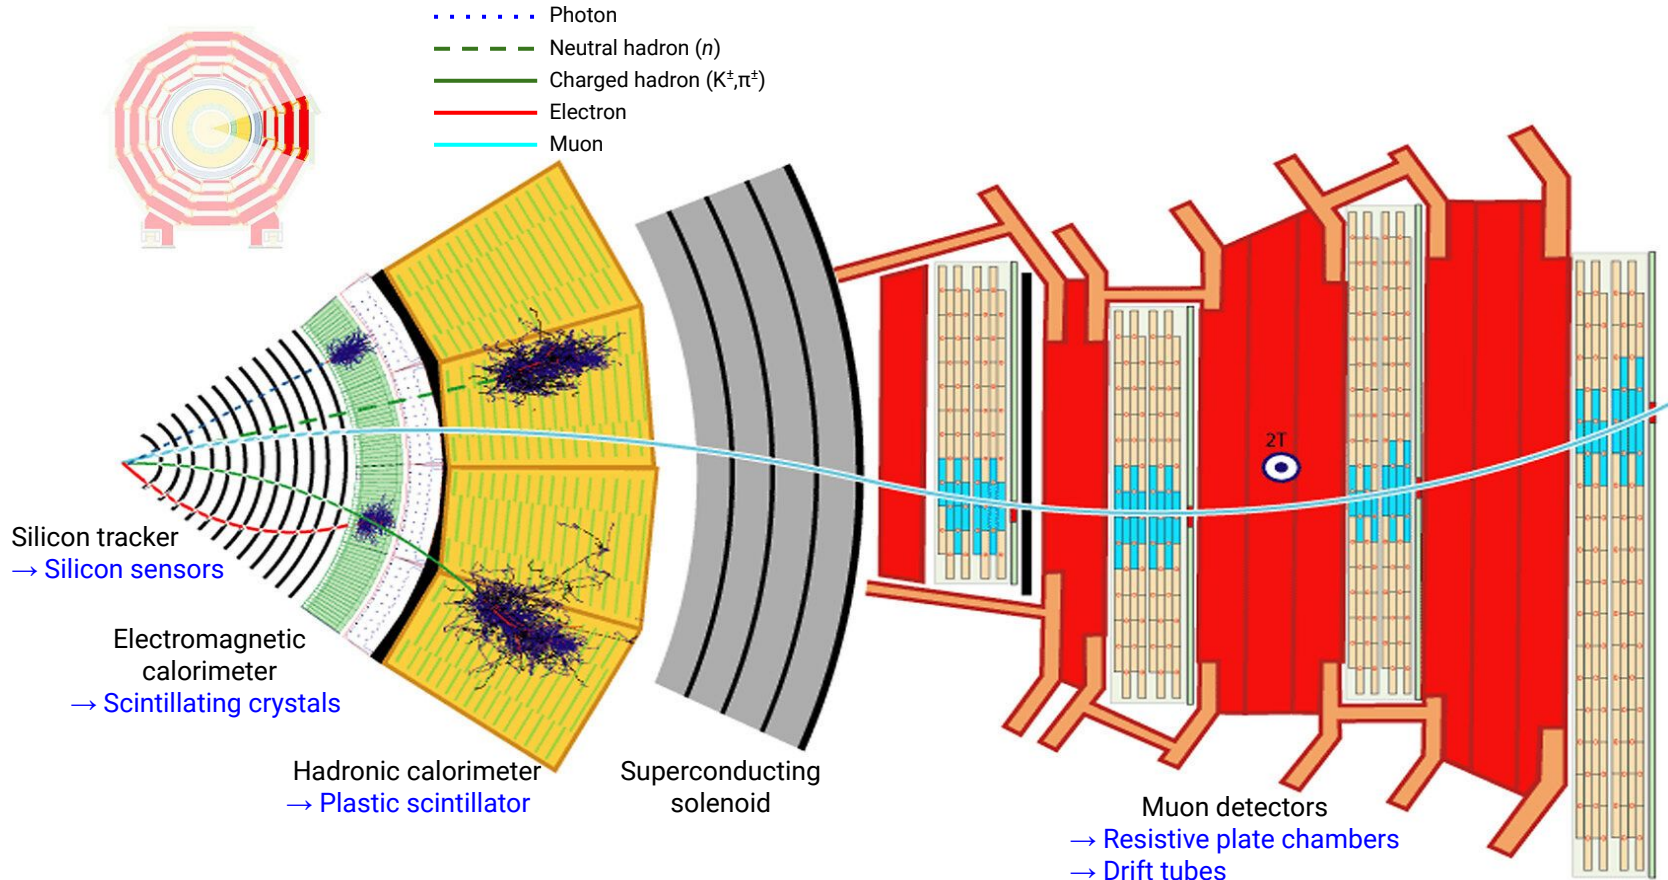 Photon
Neutral hadron (n)
Charged hadron (K±,π±)
Electron
Muon
2T
Silicon tracker
→ Silicon sensors
Electromagnetic
calorimeter
→ Scintillating crystals
Hadronic calorimeter
→ Plastic scintillator
Superconducting
solenoid
Muon detectors
→ Resistive plate chambers
→ Drift tubes